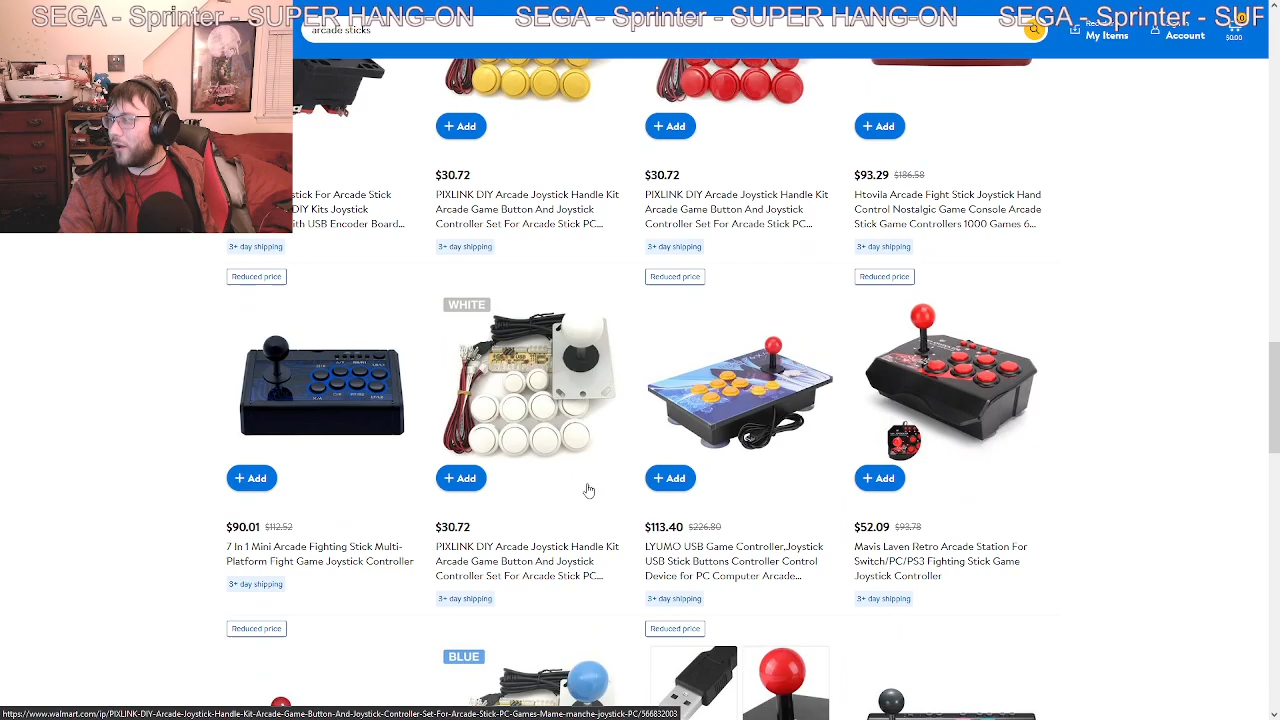 SEGA - Sprinter - SUPER HANG-ON SEGA - Sprinter - SUPER HANG-ON SEGA - Sprinter - SUF
arcade sticks
My Items
Account
0
$0.00
+ Add
+ Add
+ Add
$30.72
$30.72
$93.29 $186.58
stick For Arcade Stick
DIY Kits Joystick
ith USB Encoder Board...
PIXLINK DIY Arcade Joystick Handle Kit
Arcade Game Button And Joystick
Controller Set For Arcade Stick PC...
PIXLINK DIY Arcade Joystick Handle Kit
Arcade Game Button And Joystick
Controller Set For Arcade Stick PC...
Htovila Arcade Fight Stick Joystick Hand
Control Nostalgic Game Console Arcade
Stick Game Controllers 1000 Games 6...
3+ day shipping
3+ day shipping
3+ day shipping
3+ day shipping
Reduced price
Reduced price
Reduced price
WHITE
+ Add
+ Add
+ Add
+ Add
$90.01 $112.52
7 In 1 Mini Arcade Fighting Stick Multi-
Platform Fight Game Joystick Controller
3+ day shipping
$30.72
PIXLINK DIY Arcade Joystick Handle Kit
Arcade Game Button And Joystick
Controller Set For Arcade Stick PC...
3+ day shipping
$113.40 $226.80
LYUMO USB Game Controller,Joystick
USB Stick Buttons Controller Control
Device for PC Computer Arcade...
3+ day shipping
$52.09 $93.78
Mavis Laven Retro Arcade Station For
Switch/PC/PS3 Fighting Stick Game
Joystick Controller
3+ day shipping
Reduced price
Reduced price
BLUE
https://www.walmart.com/ip/PIXLINK-DIY-Arcade-Joystick-Handle-Kit-Arcade-Game-Button-And-Joystick-Controller-Set-For-Arcade-Stick-PC-Games-Mame-manche-joystick-PC/566832003